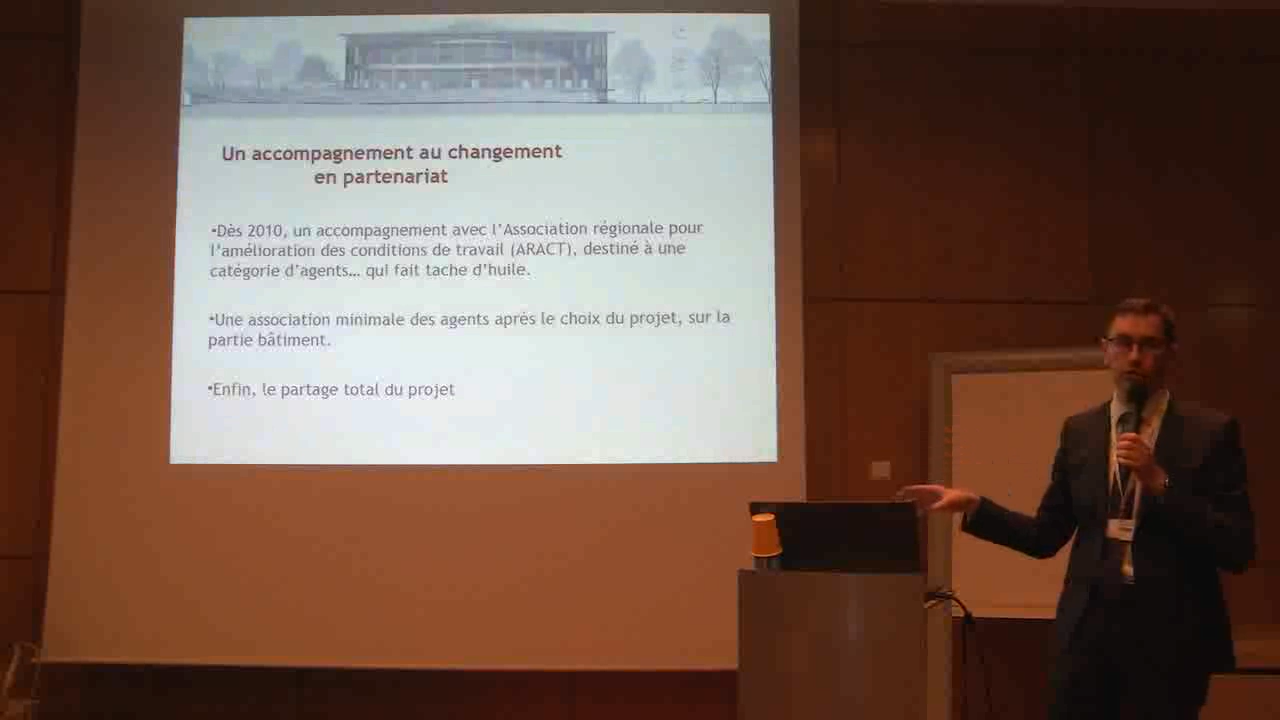 Un accompagnement au changement
en partenariat
•Dès 2010, un accompagnement avec l'Association régionale pour
l'amélioration des conditions de travail (ARACT), destiné à une
catégorie d'agents… qui fait tache d'huile.
•Une association minimale des agents après le choix du projet, sur la
partie bâtiment.
•Enfin, le partage total du projet